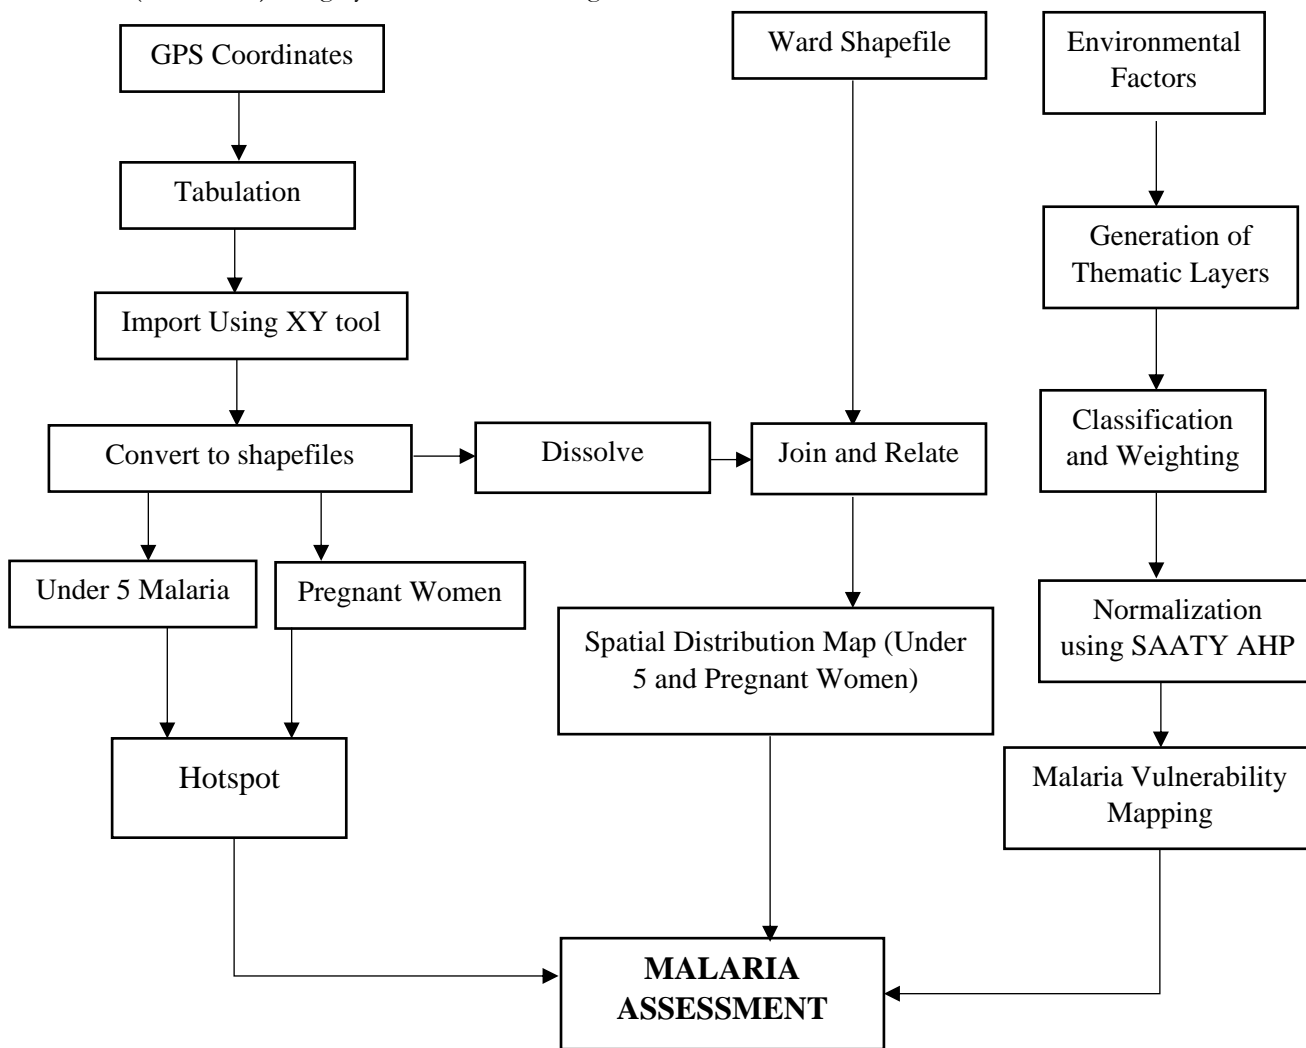 GPS Coordinates
Ward Shapefile
Environmental
Factors
Tabulation
Generation of
Thematic Layers
Import Using XY tool
Convert to shapefiles
Dissolve
Join and Relate
Classification
and Weighting
Under 5 Malaria
Pregnant Women
Spatial Distribution Map (Under
5 and Pregnant Women)
Normalization
using SAATY AHP
Hotspot
Malaria Vulnerability
Mapping
MALARIA
ASSESSMENT